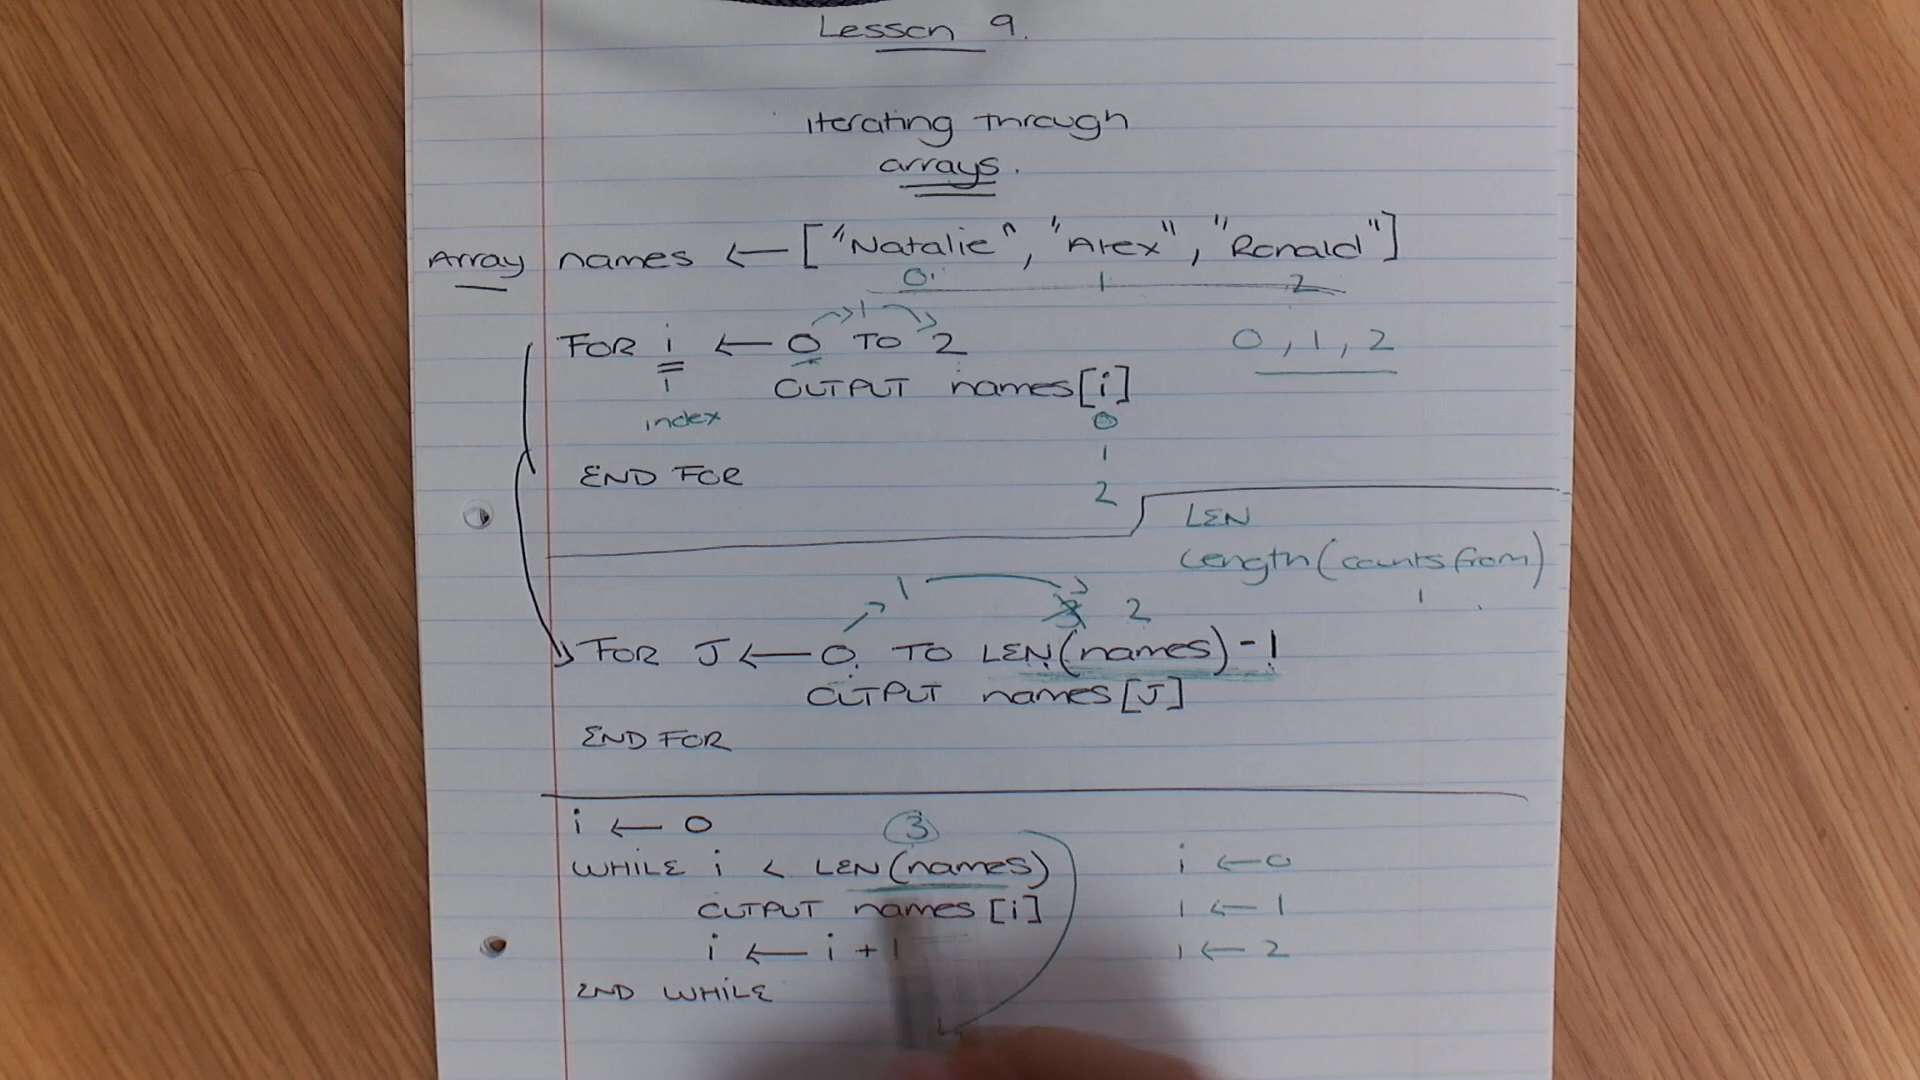 Lesson 9.
iterating through
arrays.
Array names ← ["Natalie", "Alex", "Ronald"]
0. 1 2
1
FOR i ← 0 TO 2 0, 1, 2
OUTPUT names[i]
index 0
1
END FOR
2
LEN
Length (counts from)
1
1 3 2
FOR J ← 0 TO LEN(names) - 1
OUTPUT names [J]
END FOR
i ← 0 3
WHILE i < LEN(names) i ← 0
OUTPUT names [i] i ← 1
i ← i + 1 i ← 2
END WHILE